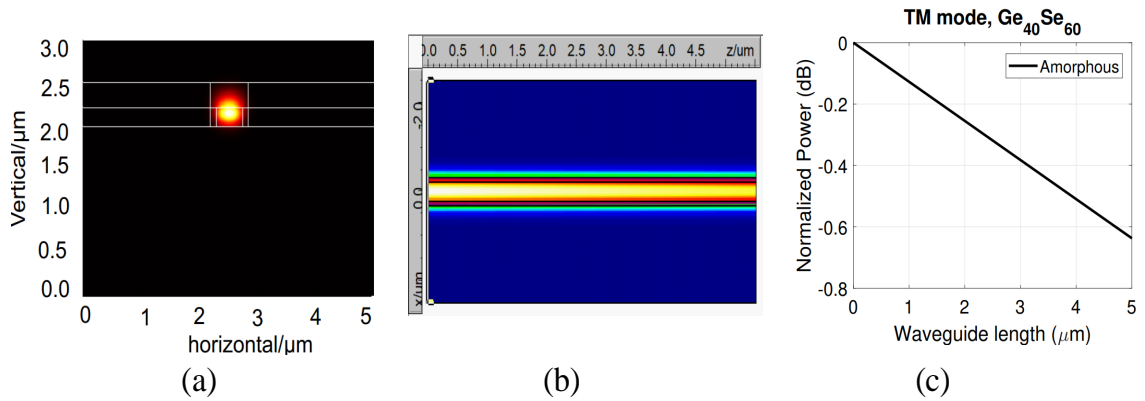 3.0
2.5
2.0
1.5
1.0
0.5
0.0
Vertical/μm
0 1 2 3 4 5
horizontal/μm
(a)
0.0 0.5 1.0 1.5 2.0 2.5 3.0 4.0 4.5 z/um
-2.0
0.0
x/um
(b)
TM mode, Ge40Se60
Amorphous
0
-0.2
-0.4
-0.6
-0.8
Normalized Power (dB)
0 1 2 3 4 5
Waveguide length (μm)
(c)